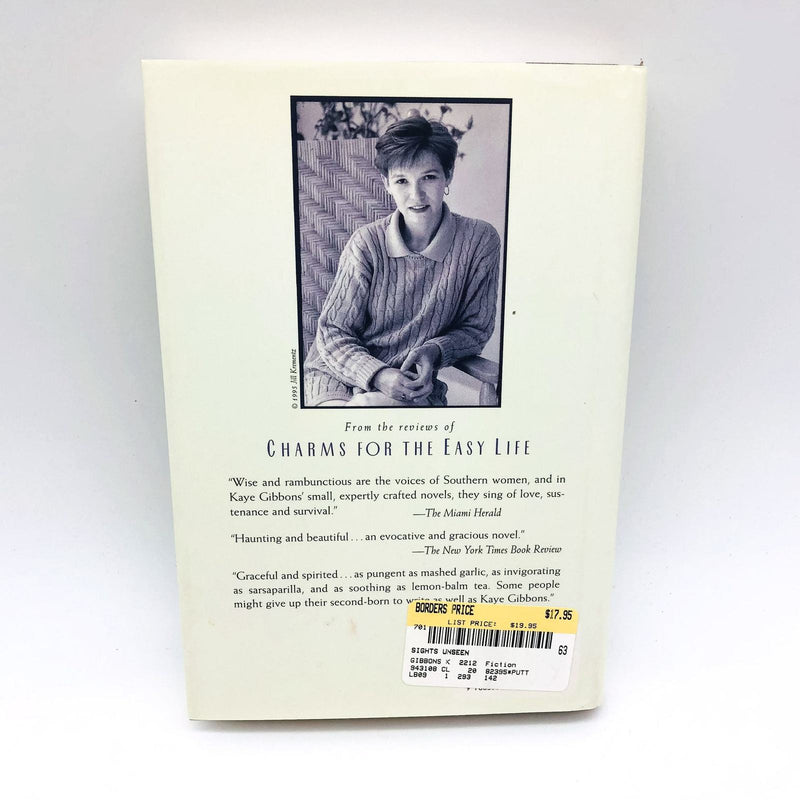 © 1995 Jill Krementz
From the reviews of
CHARMS FOR THE EASY LIFE
“Wise and rambunctious are the voices of Southern women, and in
Kaye Gibbons’ small, expertly crafted novels, they sing of love, sus-
tenance and survival.”
—The Miami Herald
“Haunting and beautiful . . . an evocative and gracious novel.”
—The New York Times Book Review
“Graceful and spirited . . . as pungent as mashed garlic, as invigorating
as sarsaparilla, and as soothing as lemon-balm tea. Some people
might give up their second-born to write as well as Kaye Gibbons.”
BORDERS PRICE $17.95
LIST PRICE: $19.95
701
63
SIGHTS UNSEEN
GIBBONS K 2212 Fiction
943108 CL 20 82395*PUTT
LB09 1 293 142